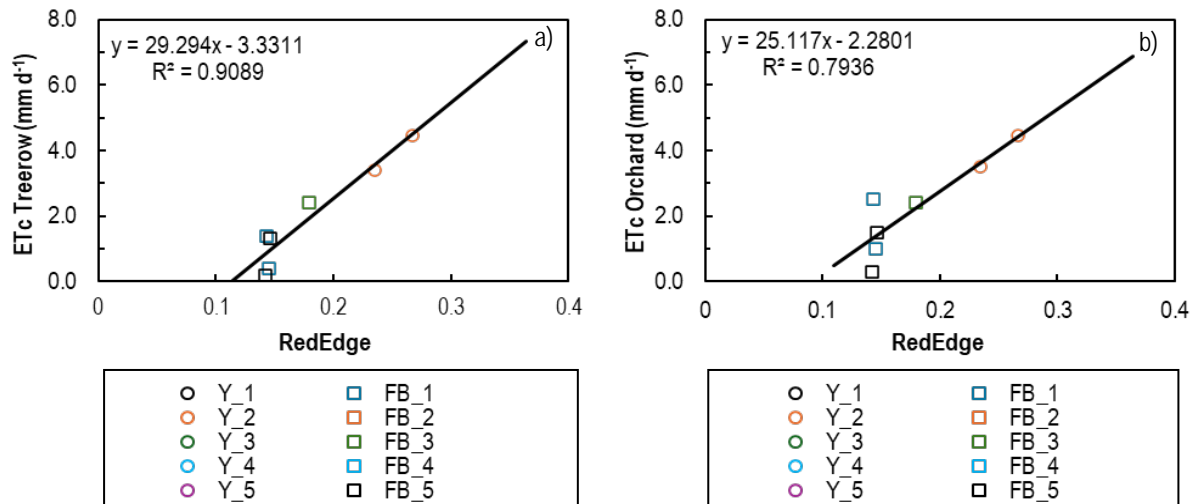 a)
y = 29.294x - 3.3311
R² = 0.9089
ETc Treerow (mm d⁻¹)
8.0
6.0
4.0
2.0
0.0
0 0.1 0.2 0.3 0.4
RedEdge
Y_1 FB_1
Y_2 FB_2
Y_3 FB_3
Y_4 FB_4
Y_5 FB_5
b)
y = 25.117x - 2.2801
R² = 0.7936
ETc Orchard (mm d⁻¹)
8.0
6.0
4.0
2.0
0.0
0 0.1 0.2 0.3 0.4
RedEdge
Y_1 FB_1
Y_2 FB_2
Y_3 FB_3
Y_4 FB_4
Y_5 FB_5